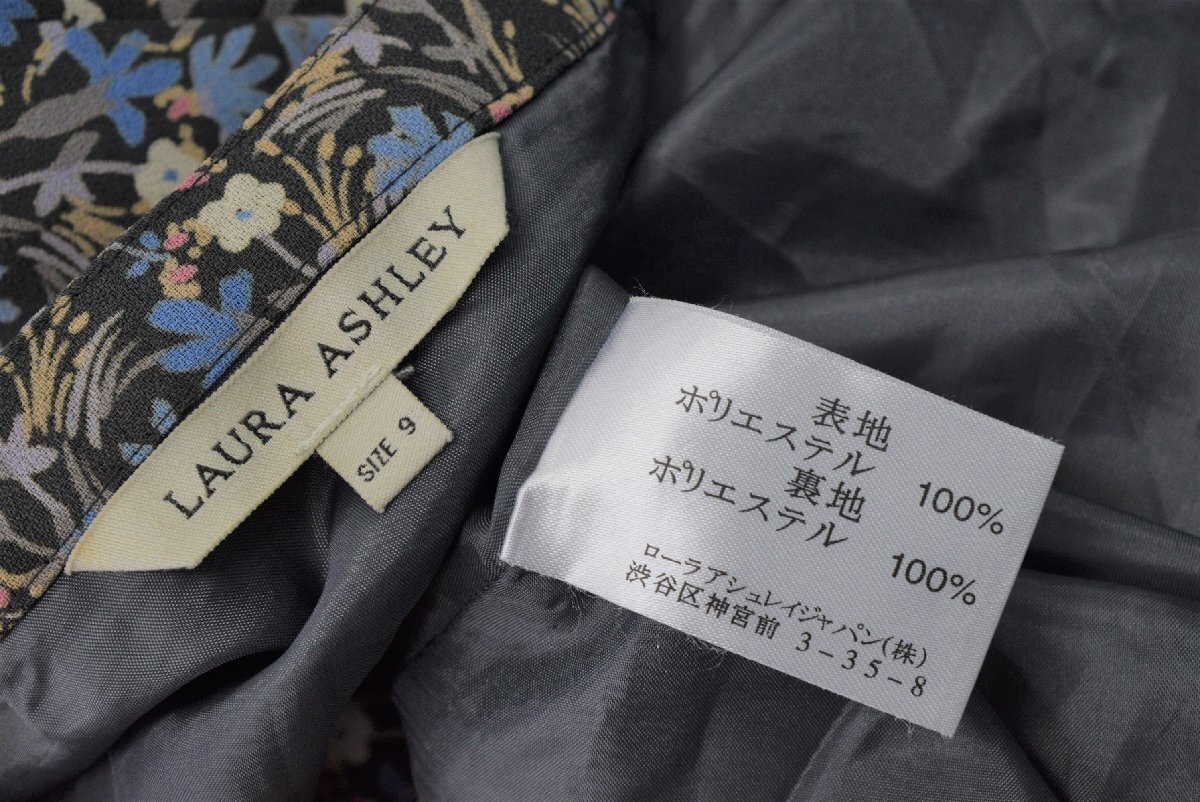 LAURA ASHLEY
SIZE 9
表地
ポリエステル 100%
裏地
ポリエステル 100%
ローラアシュレイジャパン(株)
渋谷区神宮前 3-35-8